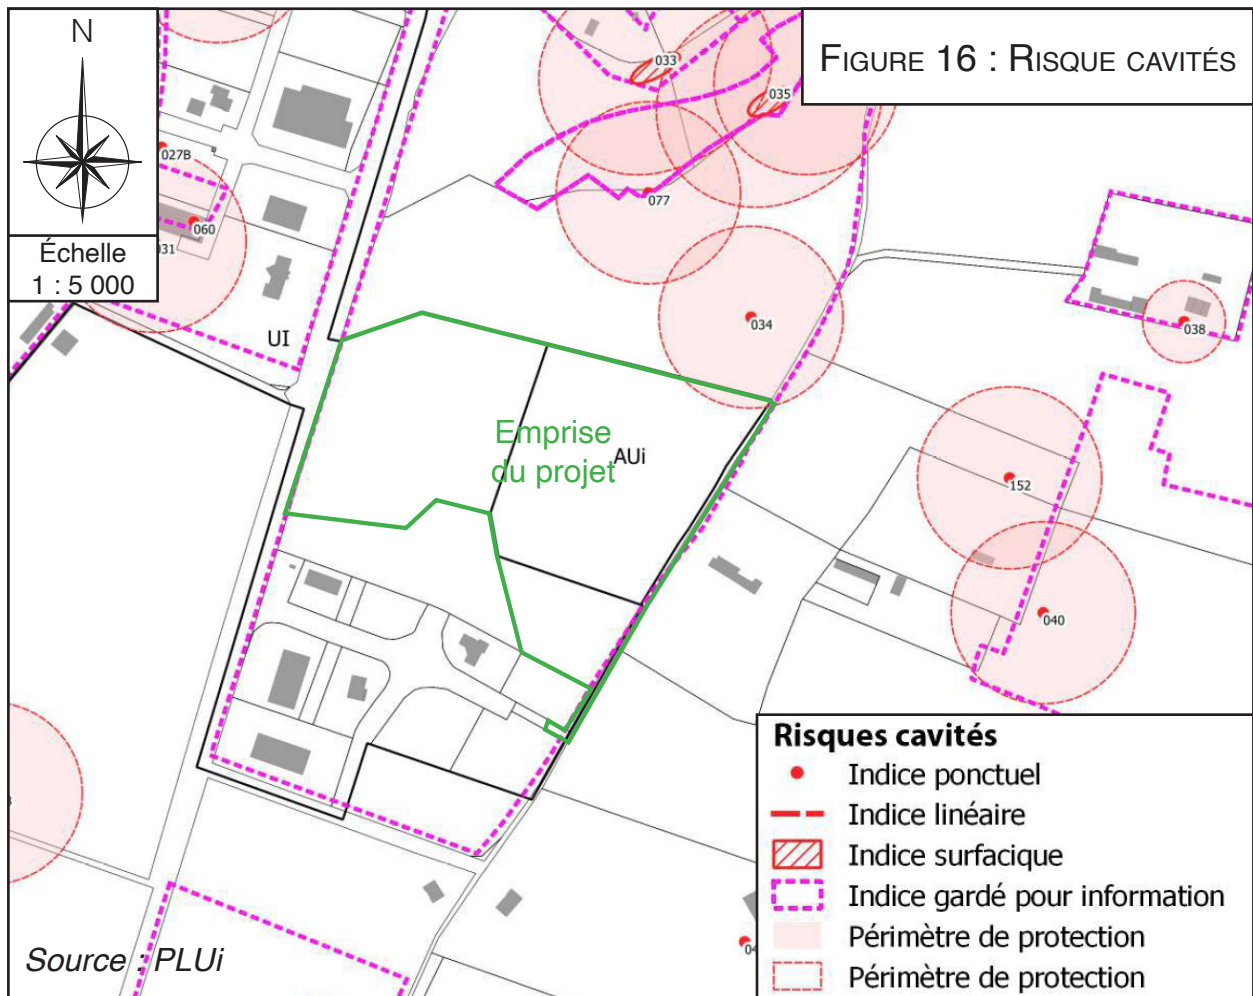 N
FIGURE 16 : RISQUE CAVITÉS
Échelle
1 : 5 000
033
035
027B
077
060
031
034
038
UI
Emprise
du projet
AUi
152
040
Risques cavités
Indice ponctuel
Indice linéaire
Indice surfacique
Indice gardé pour information
Périmètre de protection
Périmètre de protection
Source : PLUi